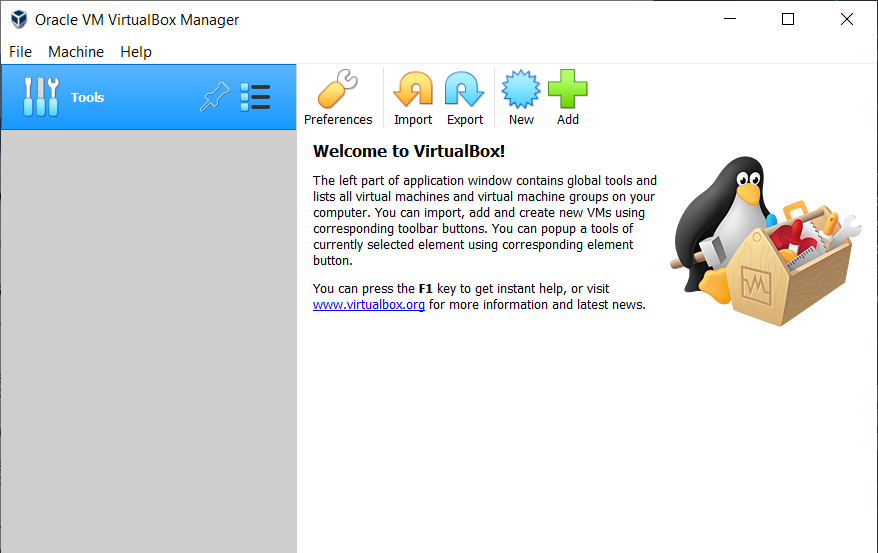 Oracle VM VirtualBox Manager
File Machine Help
Tools
Preferences Import Export New Add
Welcome to VirtualBox!
The left part of application window contains global tools and
lists all virtual machines and virtual machine groups on your
computer. You can import, add and create new VMs using
corresponding toolbar buttons. You can popup a tools of
currently selected element using corresponding element
button.
You can press the F1 key to get instant help, or visit
www.virtualbox.org for more information and latest news.
VM